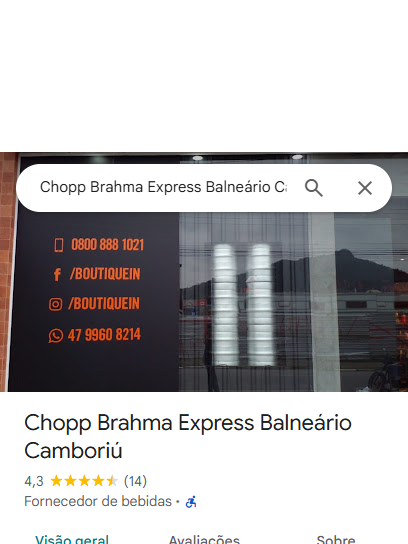 Chopp Brahma Express Balneário C
0800 888 1021
/BOUTIQUEIN
/BOUTIQUEIN
47 9960 8214
Chopp Brahma Express Balneário
Camboriú
4,3 (14)
Fornecedor de bebidas ·
Visão geral Avaliações Sobre